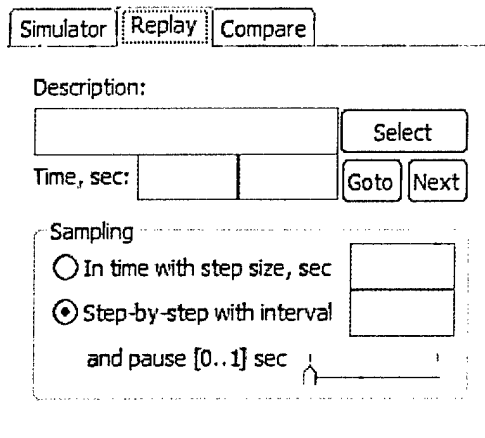 Simulator Replay Compare
Description:
Select
Time, sec: Goto Next
Sampling
In time with step size, sec
Step-by-step with interval
and pause [0..1] sec